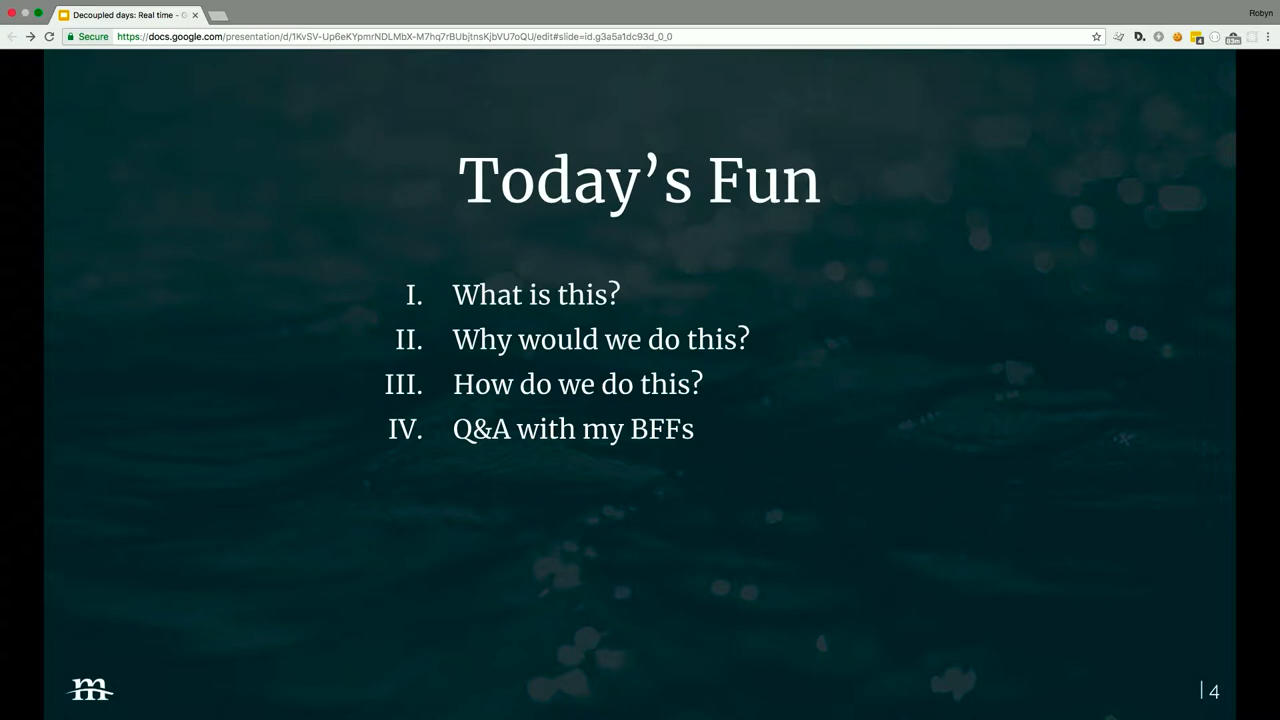 Decoupled days: Real time - G
Robyn
Secure
https://docs.google.com/presentation/d/1KvSV-Up6eKYpmrNDLMbX-M7hq7rBUbjtnsKjbVU7oQU/edit#slide=id.g3a5a1dc93d_0_0
D.
4
83m
Today’s Fun
I. What is this?
II. Why would we do this?
III. How do we do this?
IV. Q&A with my BFFs
m
| 4